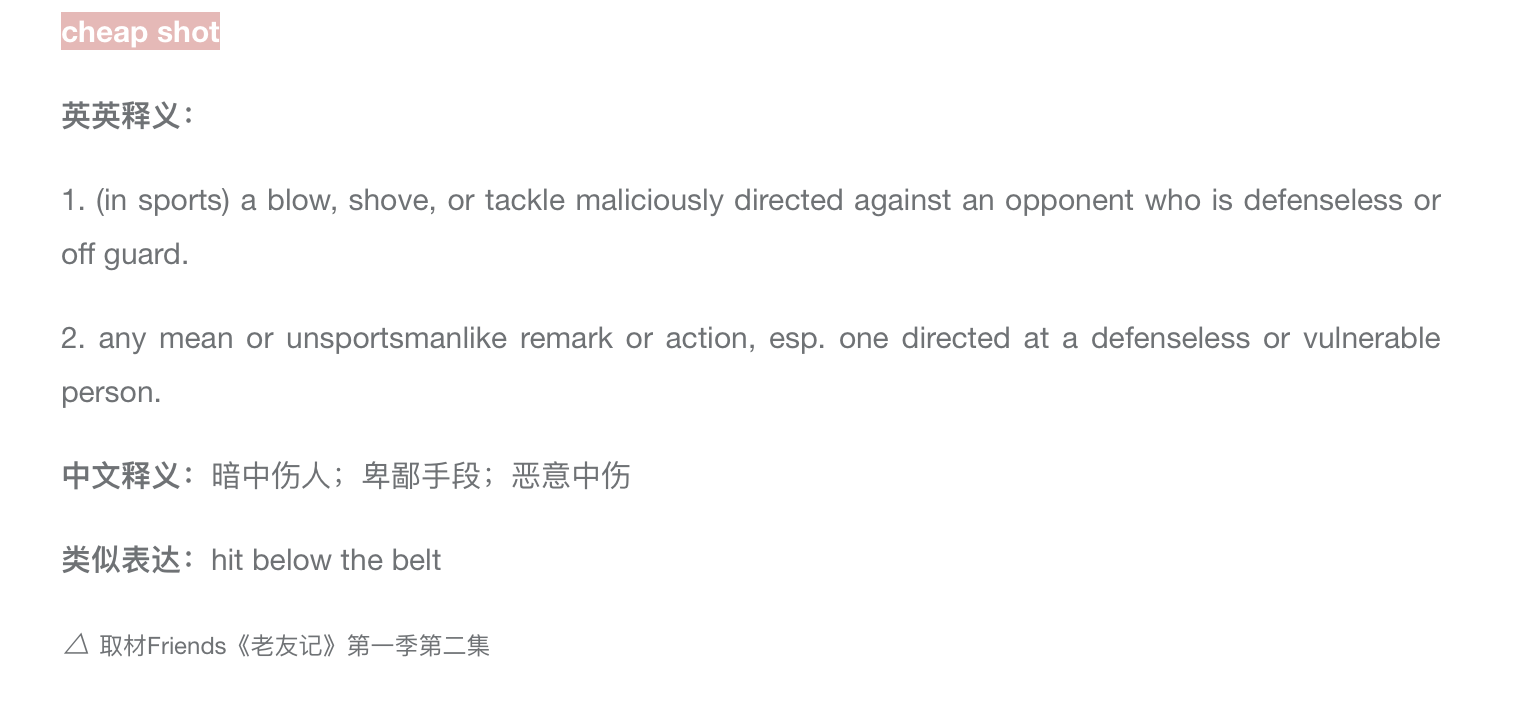 cheap shot
英英释义：
1. (in sports) a blow, shove, or tackle maliciously directed against an opponent who is defenseless or
off guard.
2. any mean or unsportsmanlike remark or action, esp. one directed at a defenseless or vulnerable
person.
中文释义：暗中伤人；卑鄙手段；恶意中伤
类似表达：hit below the belt
△ 取材Friends《老友记》第一季第二集